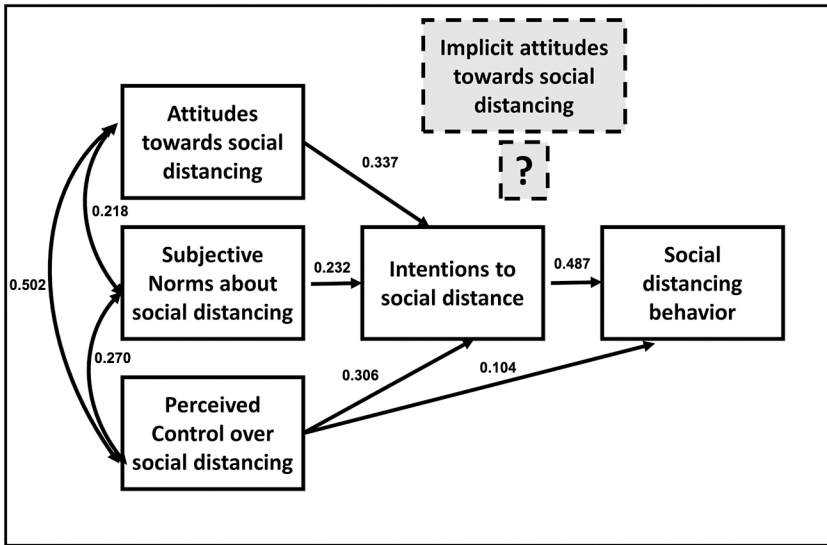 Implicit attitudes
towards social
distancing
?
Attitudes
towards social
distancing
0.337
0.218
Subjective
Norms about
social distancing
0.232
Intentions to
social distance
0.487
Social
distancing
behavior
0.502
0.270
0.306
0.104
Perceived
Control over
social distancing